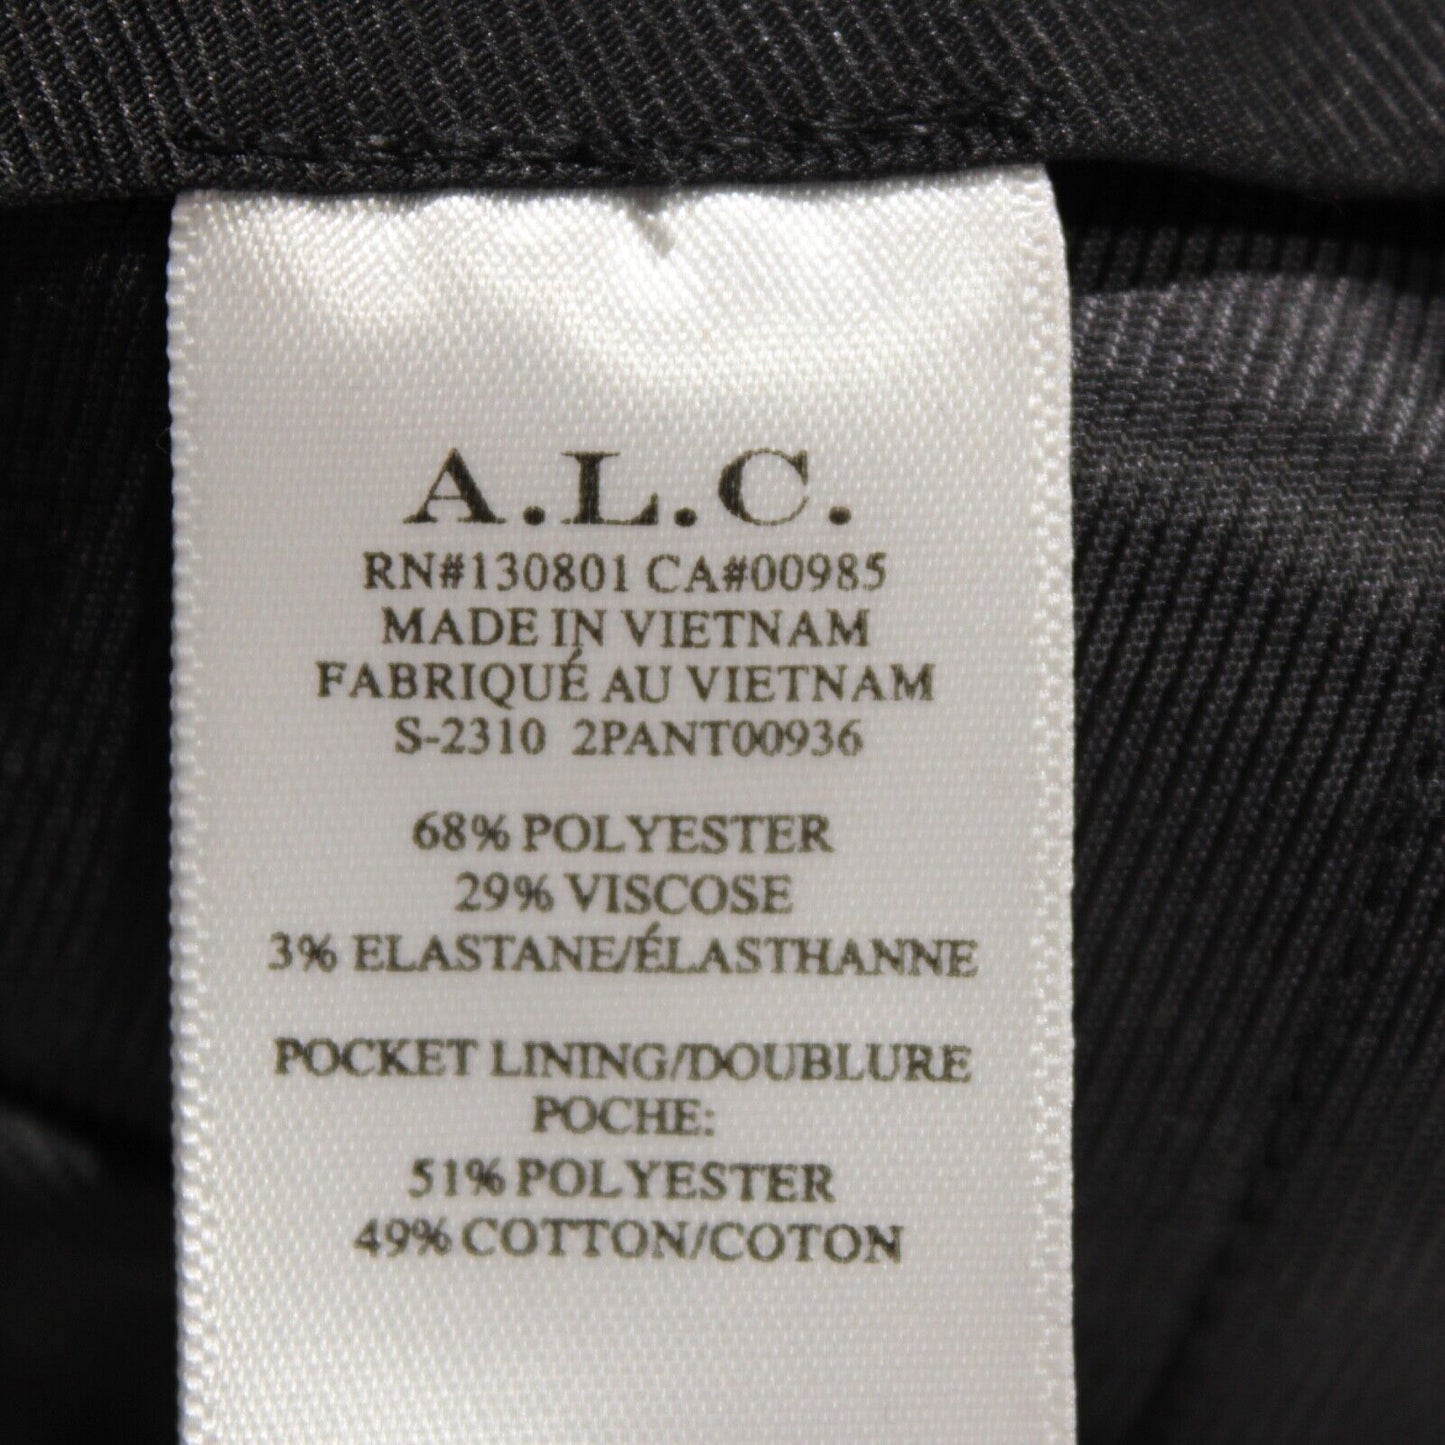 A.L.C.
RN#130801 CA#00985
MADE IN VIETNAM
FABRIQUÉ AU VIETNAM
S-2310 2PANT00936
68% POLYESTER
29% VISCOSE
3% ELASTANE/ÉLASTHANNE
POCKET LINING/DOUBLURE
POCHE:
51% POLYESTER
49% COTTON/COTON